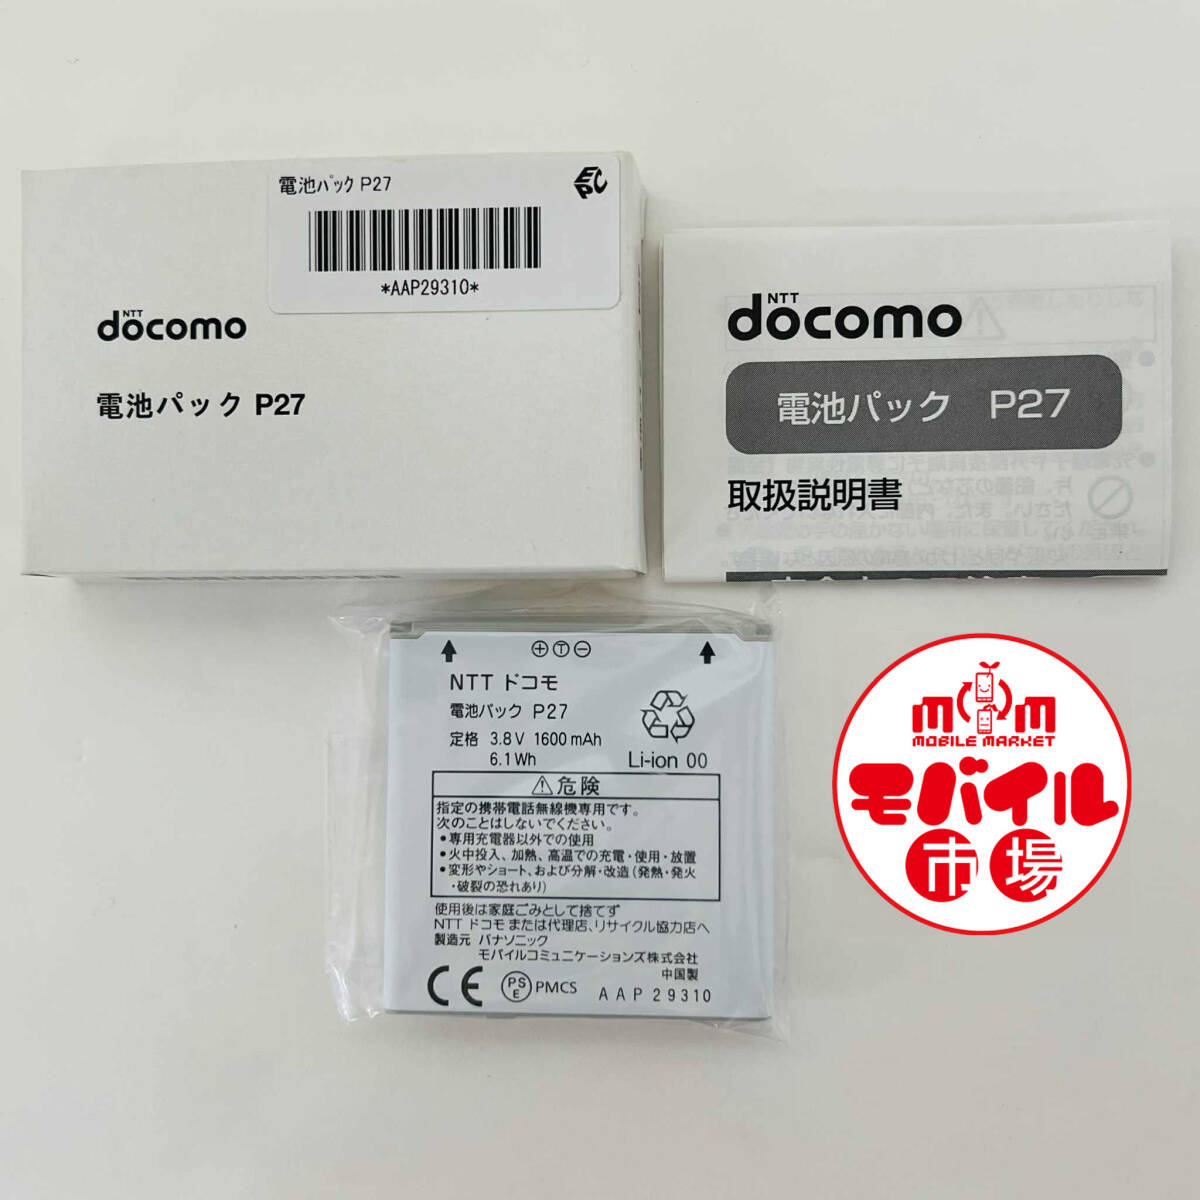 電池パック P27
EPC
*AAP29310*
NTT
docomo
電池パック P27
NTT
docomo
電池パック P27
取扱説明書
NTT ドコモ
電池パック P27
定格 3.8V 1600mAh
6.1Wh
Li-ion 00
危険
指定の携帯電話無線機専用です。
次のことはしないでください。
•専用充電器以外での使用
•火中投入、加熱、高温での充電・使用・放置
•変形やショート、および分解・改造(発熱・発火
・破裂の恐れあり)
使用後は家庭ごみとして捨てず
NTT ドコモまたは代理店、リサイクル協力店へ
製造元 パナソニック
モバイルコミュニケーションズ株式会社
中国製
CE PSE PMCS AAP29310
MM
MOBILE MARKET
モバイル
市場